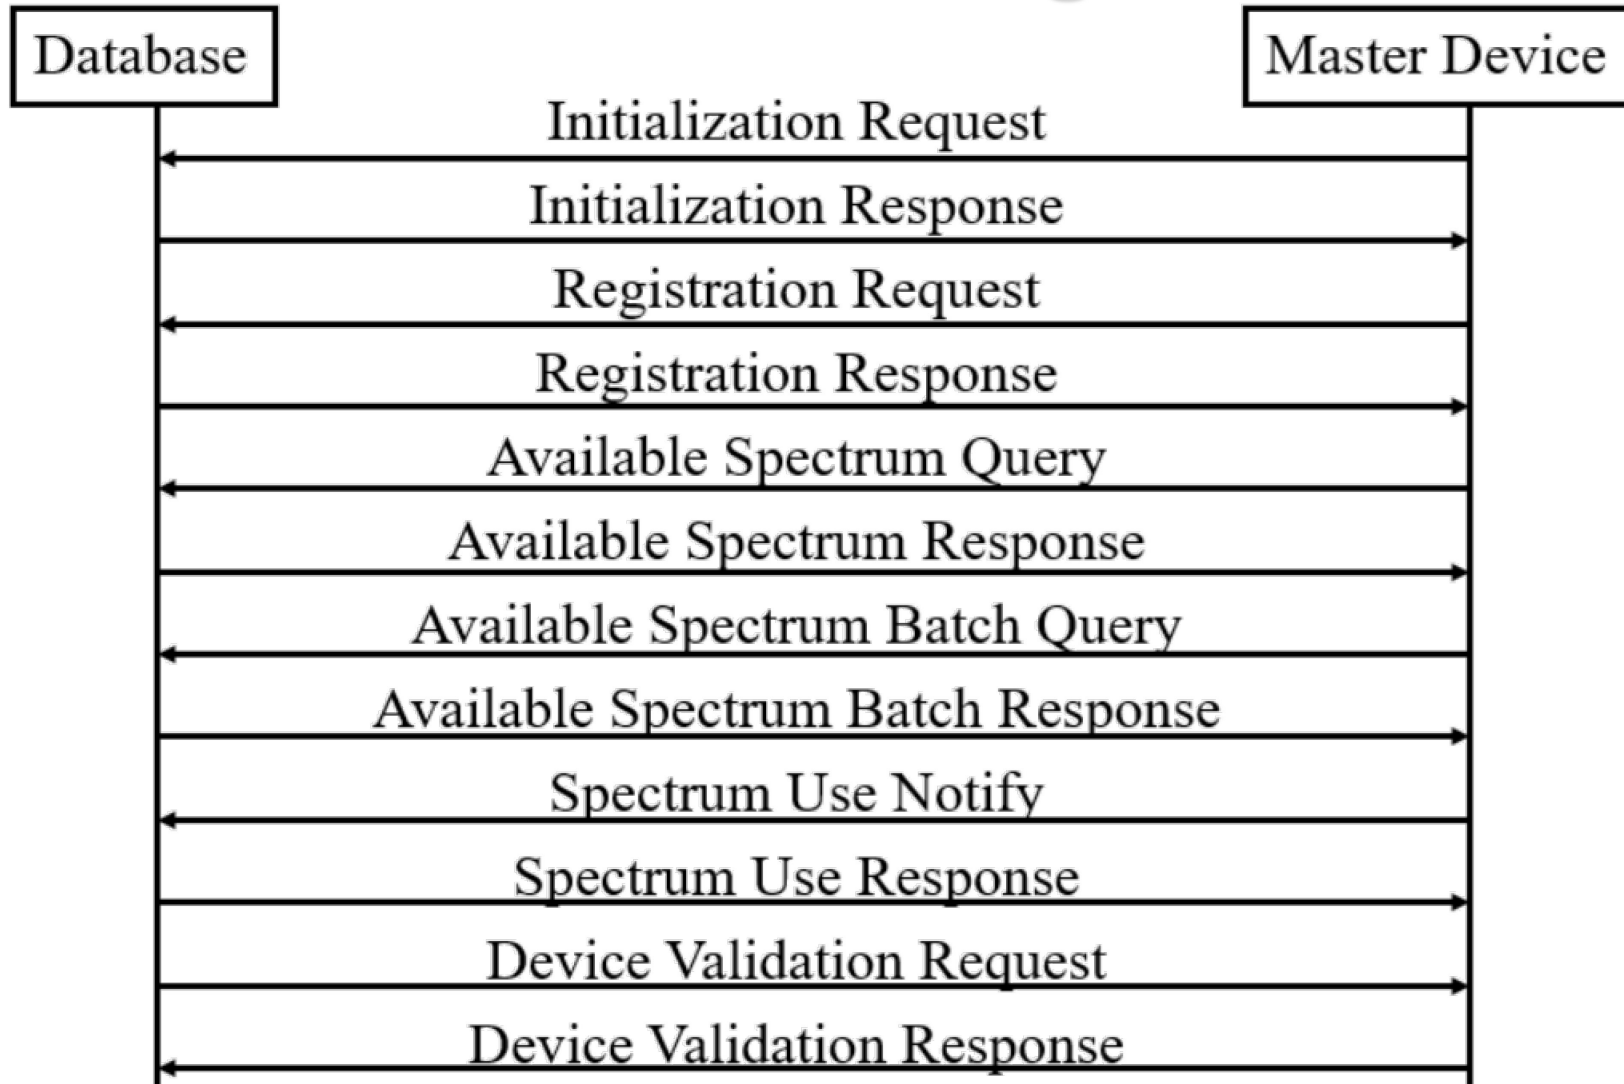 Database
Master Device
Initialization Request
Initialization Response
Registration Request
Registration Response
Available Spectrum Query
Available Spectrum Response
Available Spectrum Batch Query
Available Spectrum Batch Response
Spectrum Use Notify
Spectrum Use Response
Device Validation Request
Device Validation Response